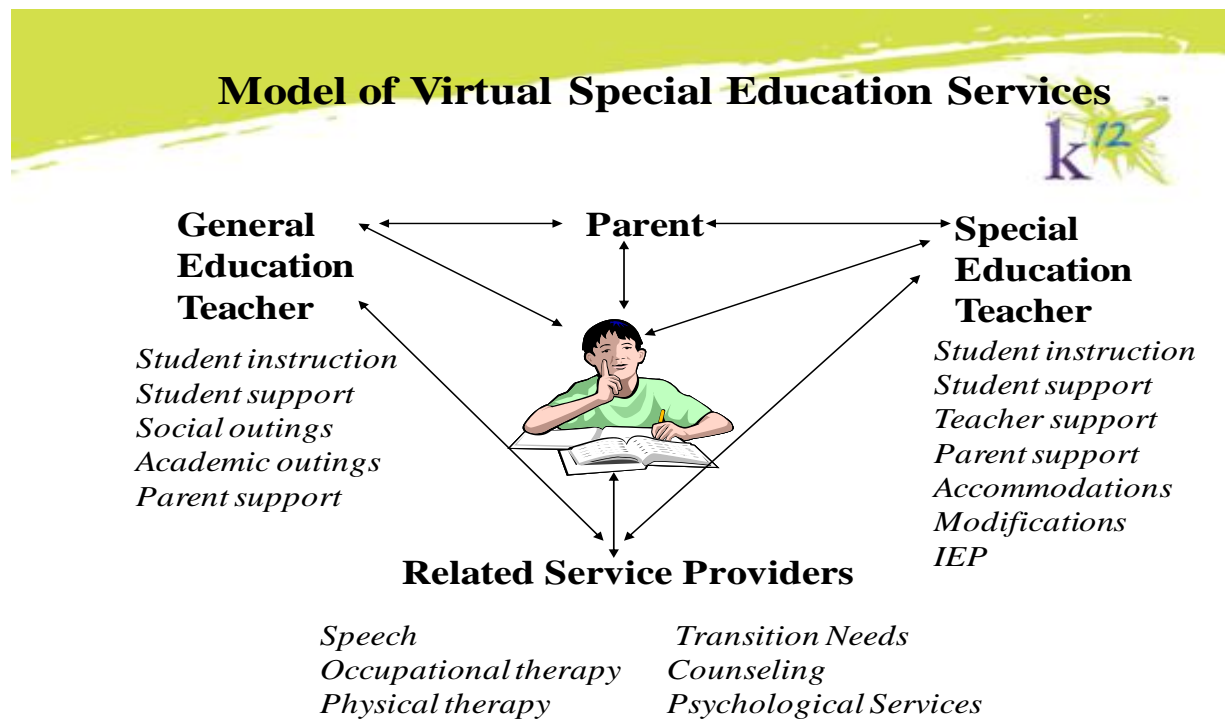 Model of Virtual Special Education Services
k12
General
Education
Teacher
Student instruction
Student support
Social outings
Academic outings
Parent support
Parent
Special
Education
Teacher
Student instruction
Student support
Teacher support
Parent support
Accommodations
Modifications
IEP
Related Service Providers
Speech
Occupational therapy
Physical therapy
Transition Needs
Counseling
Psychological Services